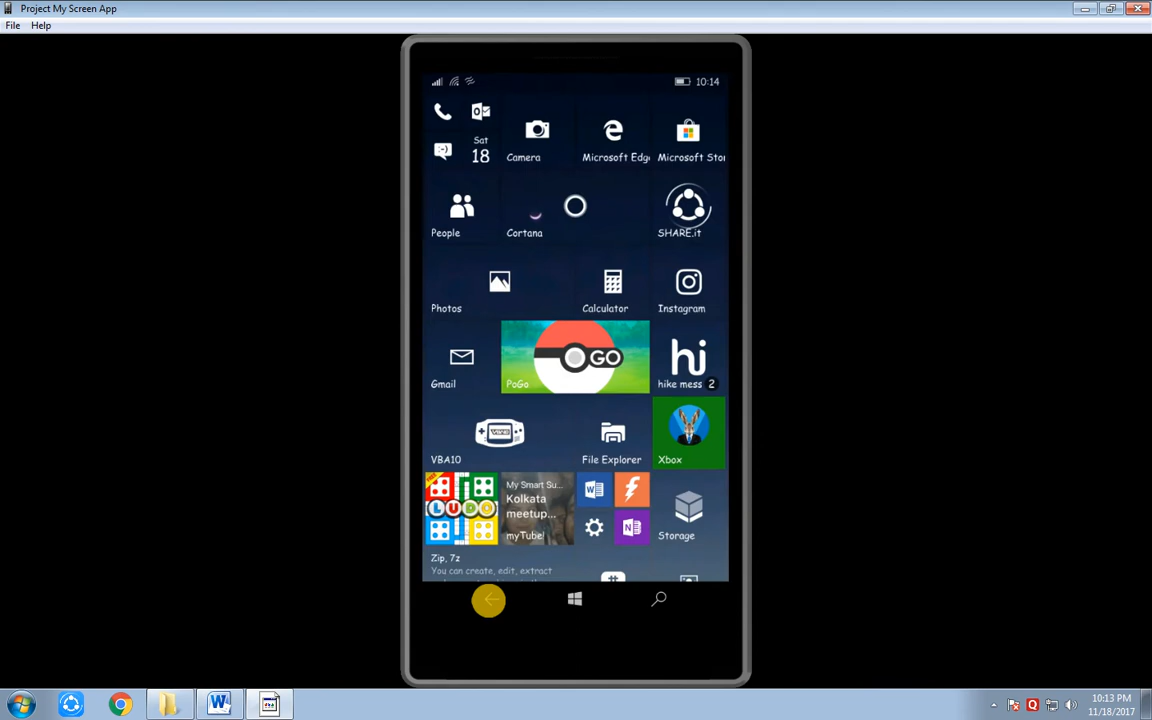 Project My Screen App
File Help
10:14
Sat
18
Camera
Microsoft Edg
Microsoft Stor
People
Cortana
SHARE.it
Photos
Calculator
Instagram
Gmail
GO
PoGo
hi
hike mess 2
VBA10
File Explorer
Xbox
LUDO
My Smart Su...
Kolkata
meetup...
myTube!
Storage
Zip, 7z
You can create, edit, extract
10:13 PM
11/18/2017